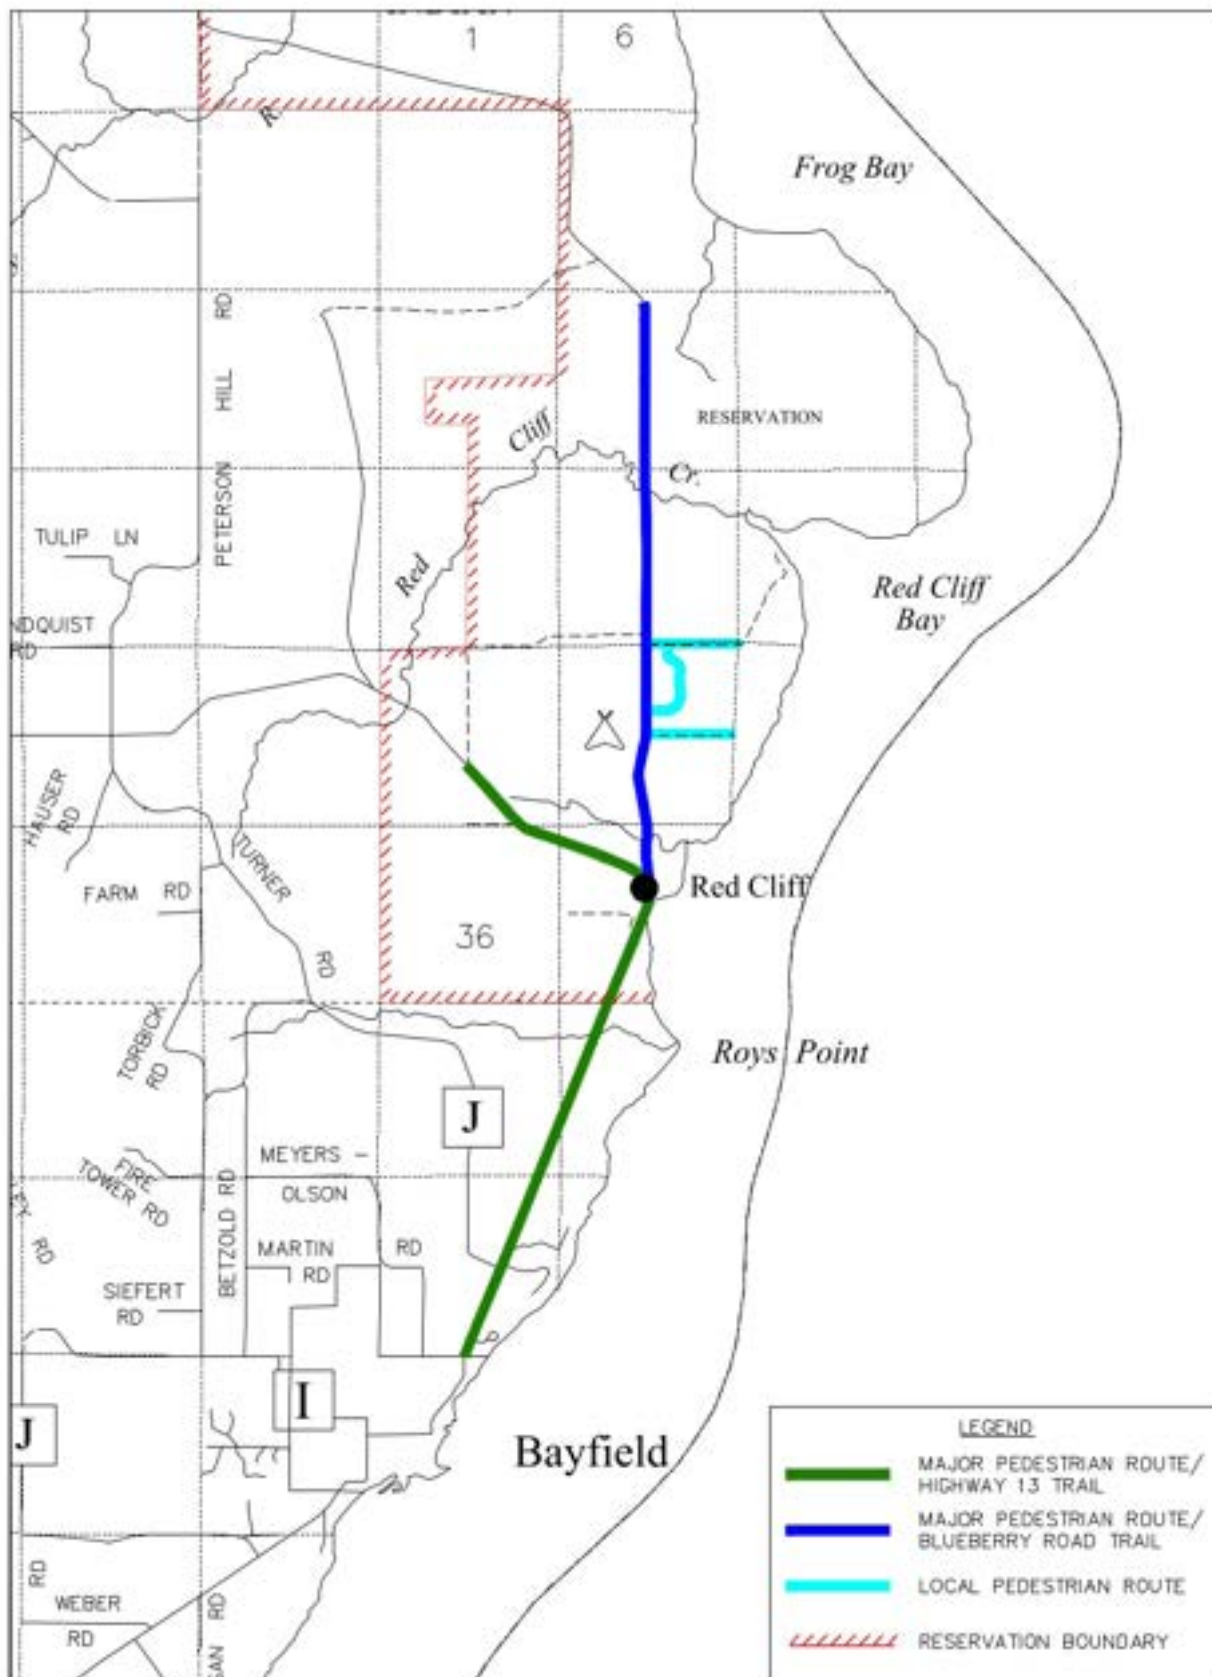 1
6
R.
Frog Bay
PETERSON HILL RD
RESERVATION
Cliff
Cr.
Red
TULIP LN
NDQUIST
RD
Red Cliff
Bay
HAUSER
RD
TURNER
RD
FARM RD
Red Cliff
36
TORBICK
RD
Roys Point
J
MEYERS -
OLSON
FIRE
TOWER RD
BETZOLD RD
EY RD
MARTIN RD
RD
SIEFERT
RD
I
J
Bayfield
RD
WEBER
RD
SAN RD
LEGEND
MAJOR PEDESTRIAN ROUTE/
HIGHWAY 13 TRAIL
MAJOR PEDESTRIAN ROUTE/
BLUEBERRY ROAD TRAIL
LOCAL PEDESTRIAN ROUTE
RESERVATION BOUNDARY